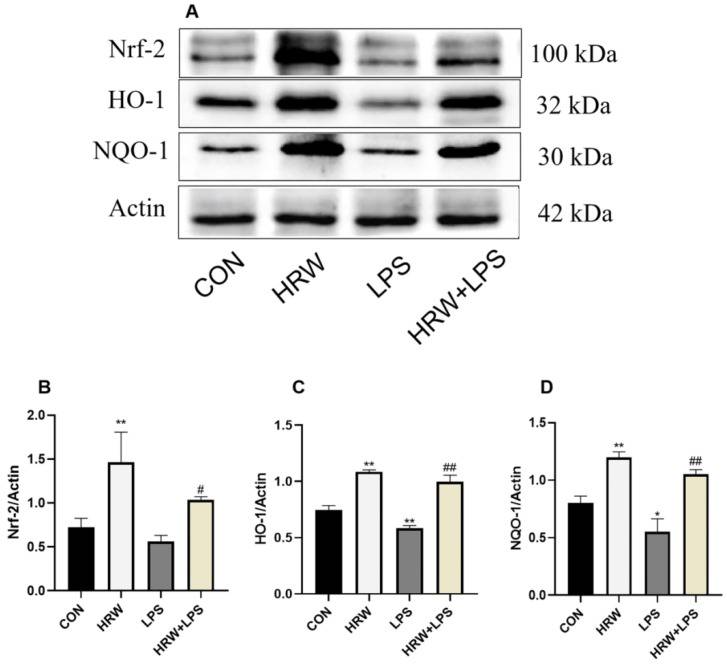 A
Nrf-2
100 kDa
HO-1
32 kDa
NQO-1
30 kDa
Actin
42 kDa
CON HRW LPS HRW+LPS
B
Nrf-2/Actin
2.0
1.5
1.0
0.5
0.0
**
#
CON HRW LPS HRW+LPS
C
HO-1/Actin
1.5
1.0
0.5
0.0
**
**
##
CON HRW LPS HRW+LPS
D
NQO-1/Actin
1.5
1.0
0.5
0.0
**
*
##
CON HRW LPS HRW+LPS